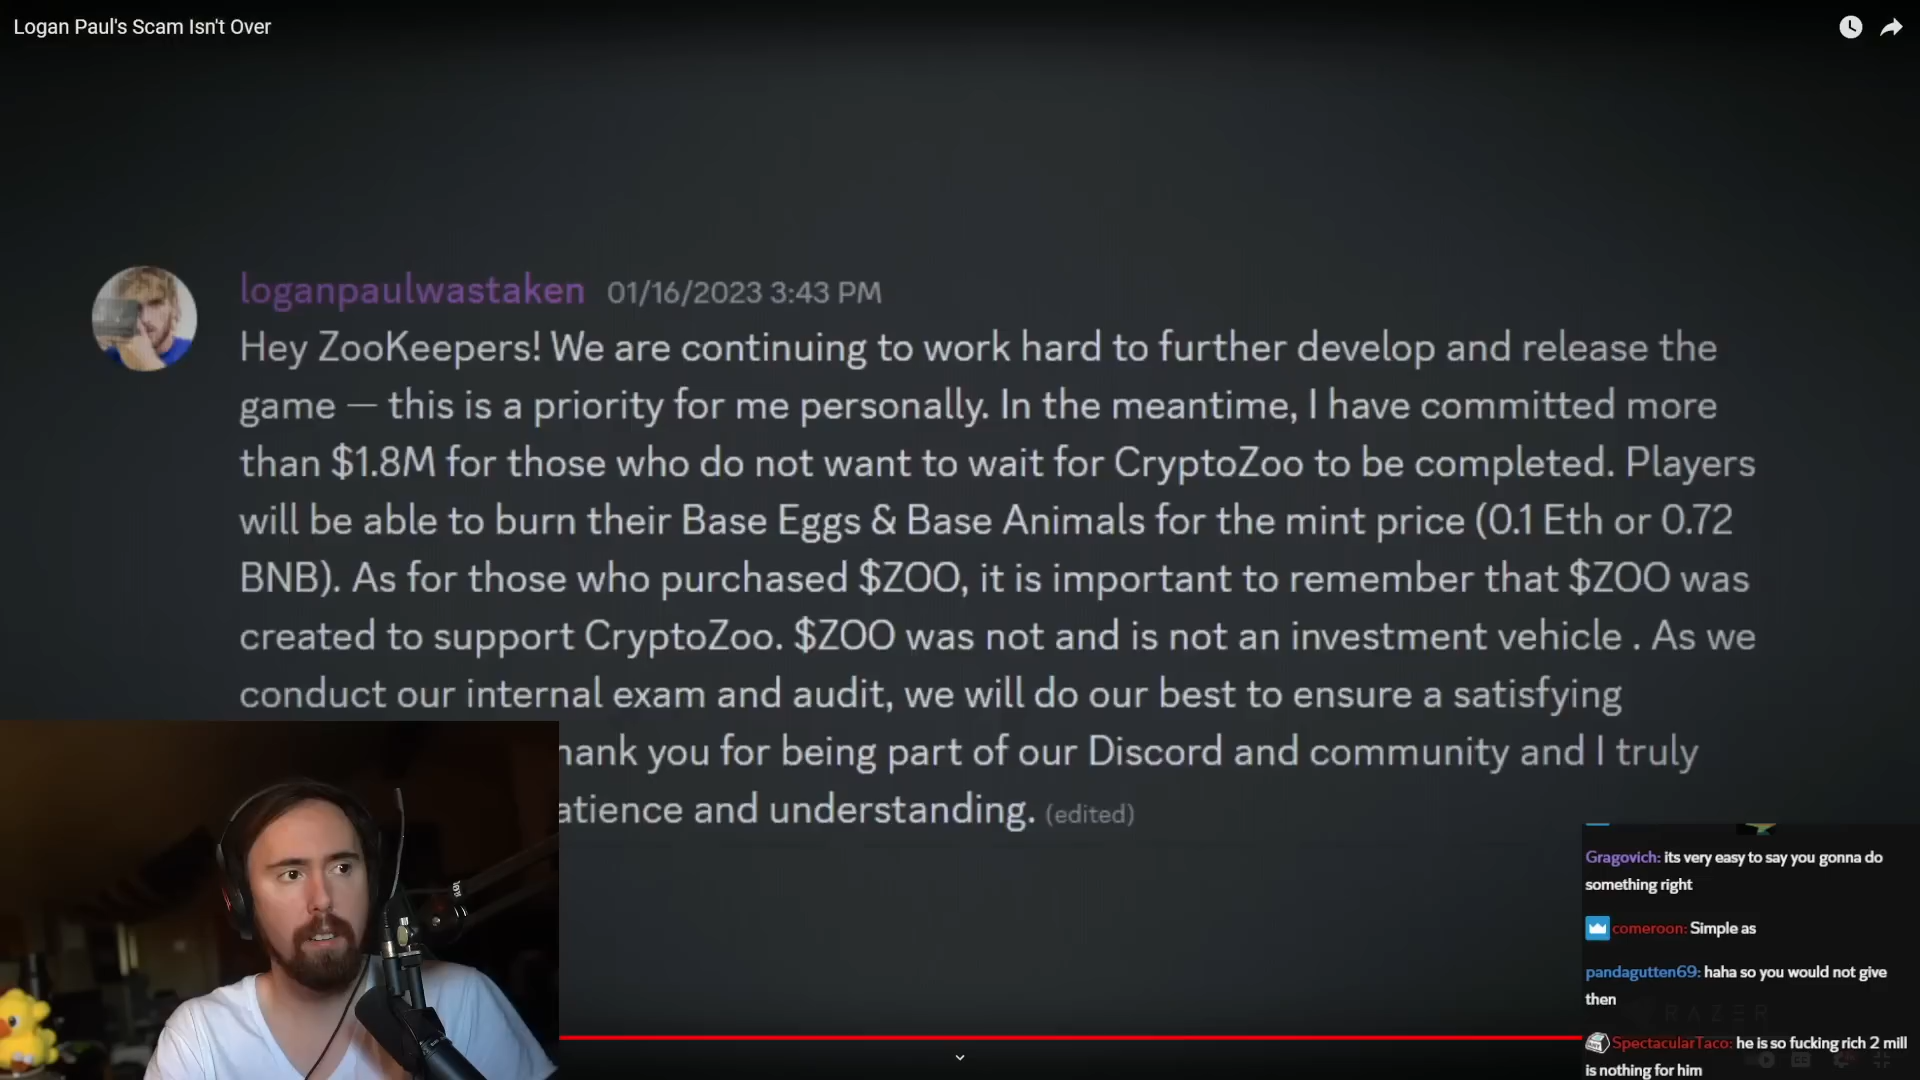 Logan Paul's Scam Isn't Over
loganpaulwastaken 01/16/2023 3:43 PM
Hey ZooKeepers! We are continuing to work hard to further develop and release the
game — this is a priority for me personally. In the meantime, I have committed more
than $1.8M for those who do not want to wait for CryptoZoo to be completed. Players
will be able to burn their Base Eggs & Base Animals for the mint price (0.1 Eth or 0.72
BNB). As for those who purchased $ZOO, it is important to remember that $ZOO was
created to support CryptoZoo. $ZOO was not and is not an investment vehicle . As we
conduct our internal exam and audit, we will do our best to ensure a satisfying
hank you for being part of our Discord and community and I truly
atience and understanding. (edited)
Gragovich: its very easy to say you gonna do
something right
comeroon: Simple as
pandagutten69: haha so you would not give
then
RAZER
SpectacularTaco: he is so fucking rich 2 mill
is nothing for him